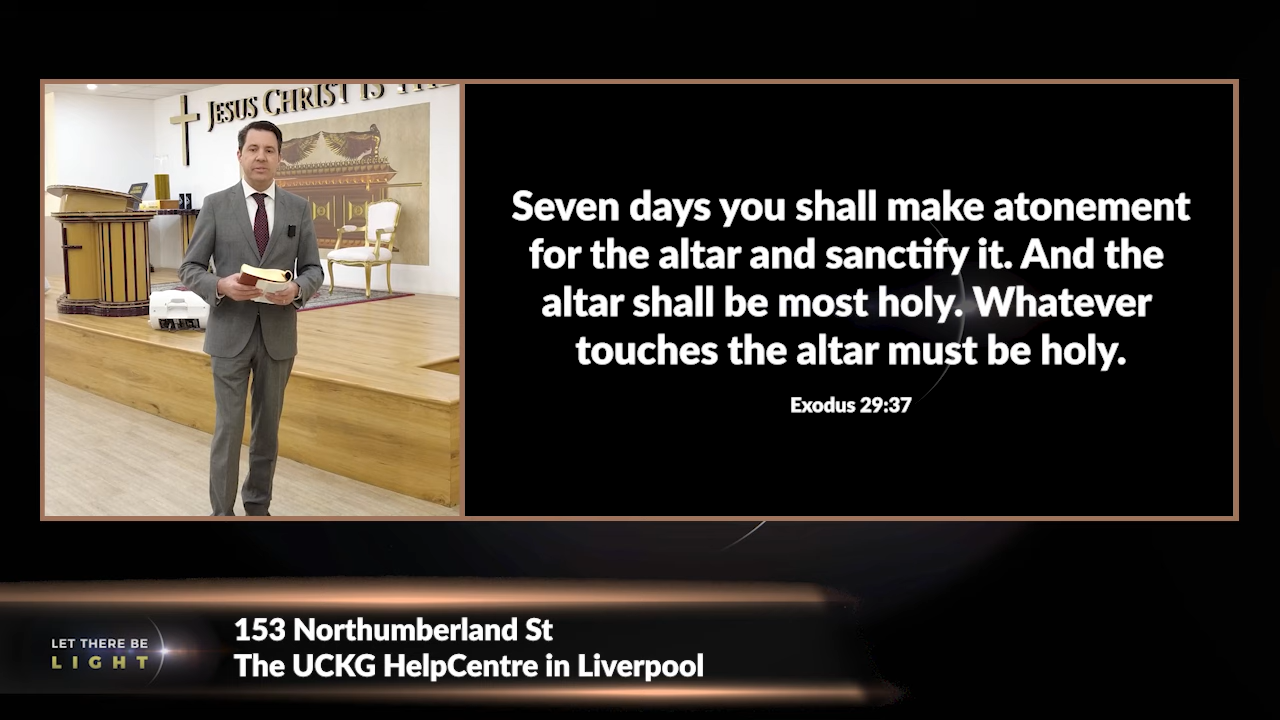 JESUS CHRIST IS THE
Seven days you shall make atonement
for the altar and sanctify it. And the
altar shall be most holy. Whatever
touches the altar must be holy.
Exodus 29:37
LET THERE BE
LIGHT
153 Northumberland St
The UCKG HelpCentre in Liverpool